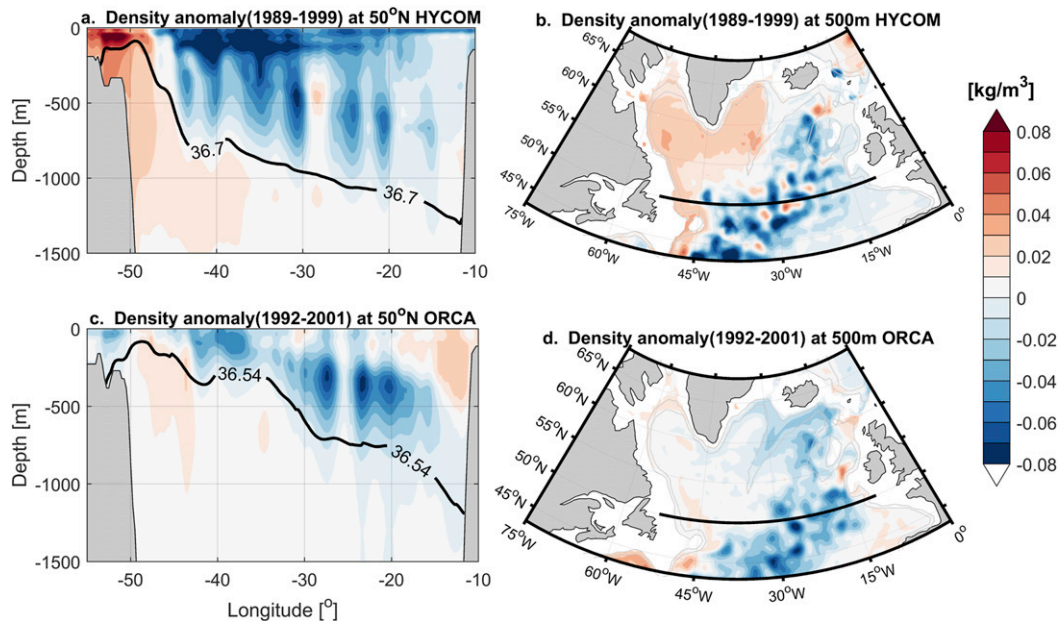 a. Density anomaly(1989-1999) at 50°N HYCOM
0
-500
-1000
-1500
Depth [m]
36.7
36.7
-50
-40
-30
-20
-10
b. Density anomaly(1989-1999) at 500m HYCOM
65°N
60°N
55°N
50°N
45°N
75°W
60°W
45°W
30°W
15°W
0°
[kg/m³]
0.08
0.06
0.04
0.02
0
-0.02
-0.04
-0.06
-0.08
c. Density anomaly(1992-2001) at 50°N ORCA
0
-500
-1000
-1500
Depth [m]
36.54
36.54
-50
-40
-30
-20
-10
Longitude [°]
d. Density anomaly(1992-2001) at 500m ORCA
65°N
60°N
55°N
50°N
45°N
75°W
60°W
45°W
30°W
15°W
0°